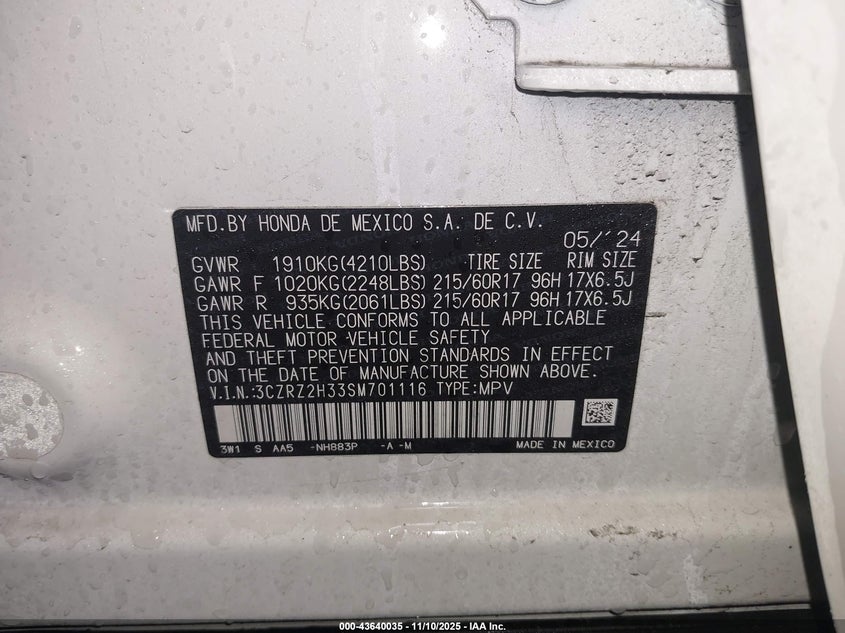 MFD.BY HONDA DE MEXICO S.A. DE C.V.
05/´24
GVWR 1910KG(4210LBS) TIRE SIZE RIM SIZE
GAWR F 1020KG(2248LBS) 215/60R17 96H 17X6.5J
GAWR R 935KG(2061LBS) 215/60R17 96H 17X6.5J
THIS VEHICLE CONFORMS TO ALL APPLICABLE
FEDERAL MOTOR VEHICLE SAFETY
AND THEFT PREVENTION STANDARDS IN EFFECT
ON THE DATE OF MANUFACTURE SHOWN ABOVE.
V.I.N.:3CZRZ2H33SM701116 TYPE:MPV
3W1 S AA5 -NH883P -A -M MADE IN MEXICO
000-43640035 - 11/10/2025 - IAA Inc.